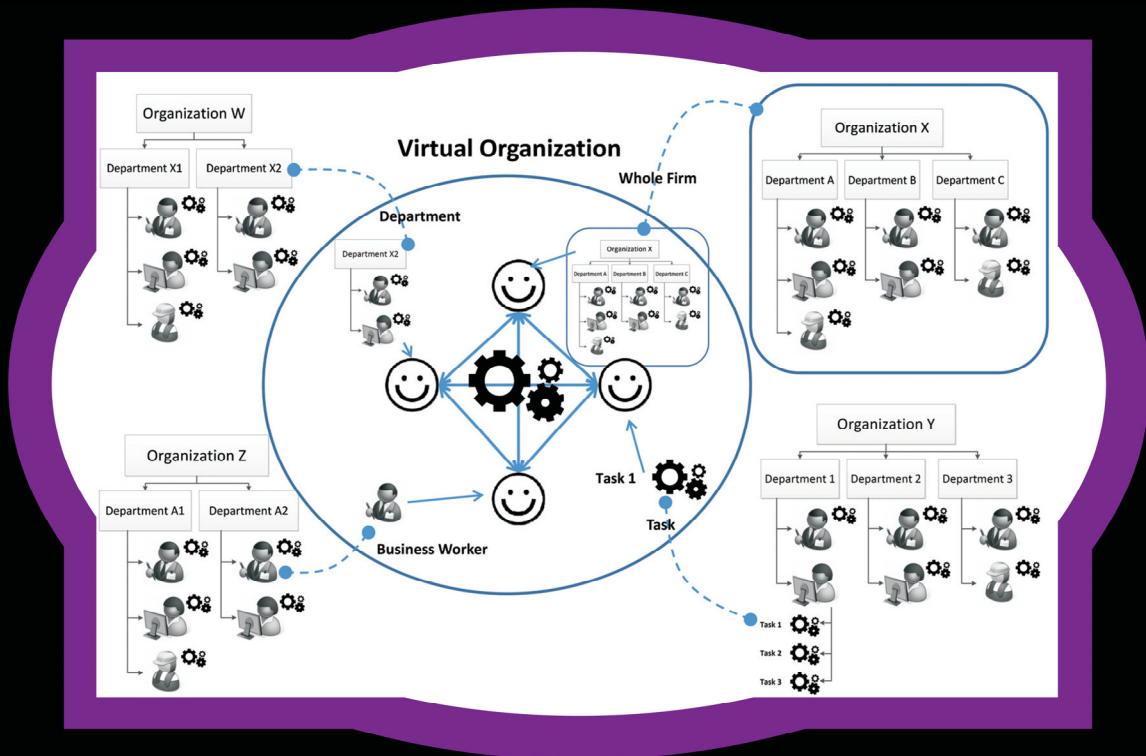 Organization W
Department X1
Department X2
Virtual Organization
Department
Department X2
Whole Firm
Organization X
Department A
Department B
Department C
Organization X
Department A
Department B
Department C
Organization Z
Department A1
Department A2
Business Worker
Task 1
Task
Organization Y
Department 1
Department 2
Department 3
Task 1
Task 2
Task 3